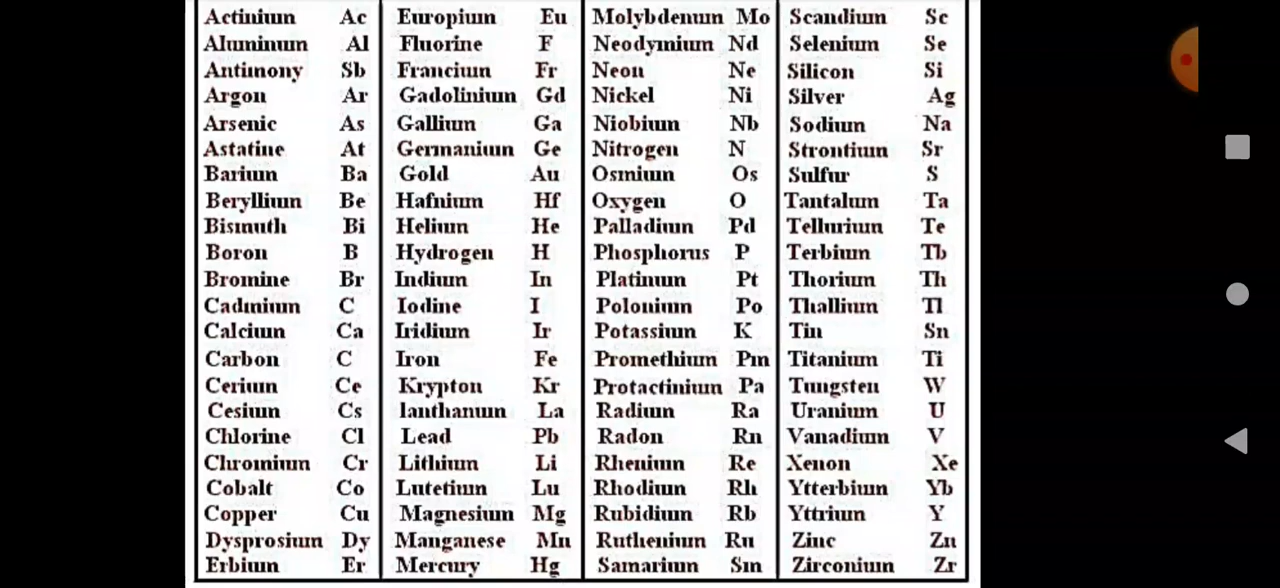 Actinium Ac Europium Eu Molybdenum Mo Scandium Sc
Aluminum Al Fluorine F Neodymium Nd Selenium Se
Antimony Sb Francium Fr Neon Ne Silicon Si
Argon Ar Gadolinium Gd Nickel Ni Silver Ag
Arsenic As Gallium Ga Niobium Nb Sodium Na
Astatine At Germanium Ge Nitrogen N Strontium Sr
Barium Ba Gold Au Osmium Os Sulfur S
Beryllium Be Hafnium Hf Oxygen O Tantalum Ta
Bismuth Bi Helium He Palladium Pd Tellurium Te
Boron B Hydrogen H Phosphorus P Terbium Tb
Bromine Br Indium In Platinum Pt Thorium Th
Cadmium C Iodine I Polonium Po Thallium Tl
Calcium Ca Iridium Ir Potassium K Tin Sn
Carbon C Iron Fe Promethium Pm Titanium Ti
Cerium Ce Krypton Kr Protactinium Pa Tungsten W
Cesium Cs lanthanum La Radium Ra Uranium U
Chlorine Cl Lead Pb Radon Rn Vanadium V
Chromium Cr Lithium Li Rhenium Re Xenon Xe
Cobalt Co Lutetium Lu Rhodium Rh Ytterbium Yb
Copper Cu Magnesium Mg Rubidium Rb Yttrium Y
Dysprosium Dy Manganese Mn Ruthenium Ru Zinc Zn
Erbium Er Mercury Hg Samarium Sm Zirconium Zr